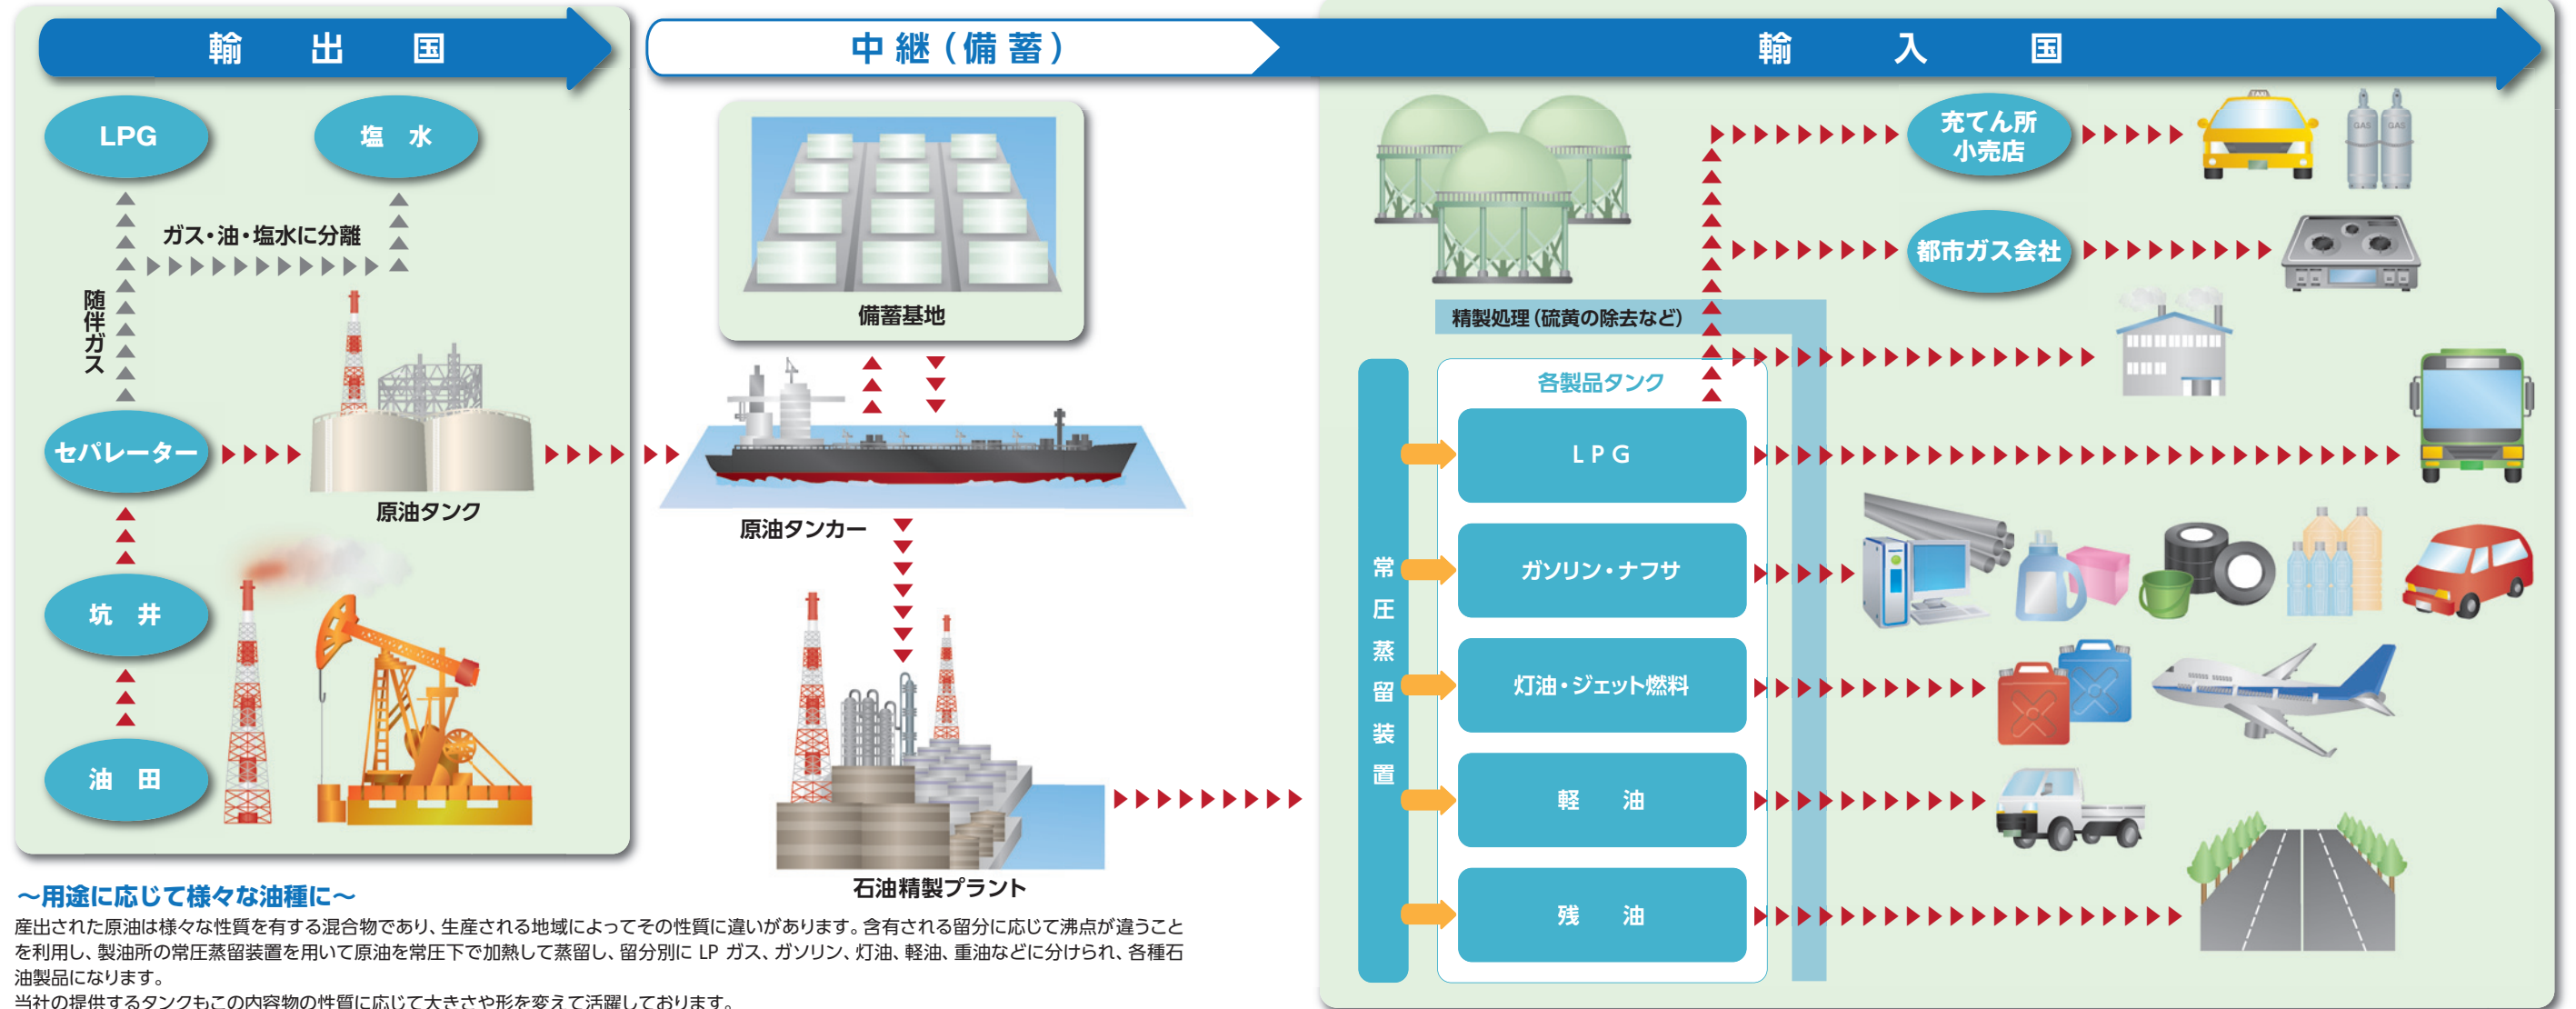 輸出国
中継(備蓄)
輸入国
LPG
塩水
ガス・油・塩水に分離
随伴ガス
セパレーター
原油タンク
坑井
油田
備蓄基地
原油タンカー
石油精製プラント
充てん所
小売店
TAXI
GAS GAS
都市ガス会社
精製処理(硫黄の除去など)
各製品タンク
常圧蒸留装置
LPG
ガソリン・ナフサ
灯油・ジェット燃料
軽油
残油
～用途に応じて様々な油種に～
産出された原油は様々な性質を有する混合物であり、生産される地域によってその性質に違いがあります。含有される留分に応じて沸点が違うこと
を利用し、製油所の常圧蒸留装置を用いて原油を常圧下で加熱して蒸留し、留分別に LP ガス、ガソリン、灯油、軽油、重油などに分けられ、各種石
油製品になります。
当社の提供するタンクもこの内容物の性質に応じて大きさや形を変えて活躍しております。